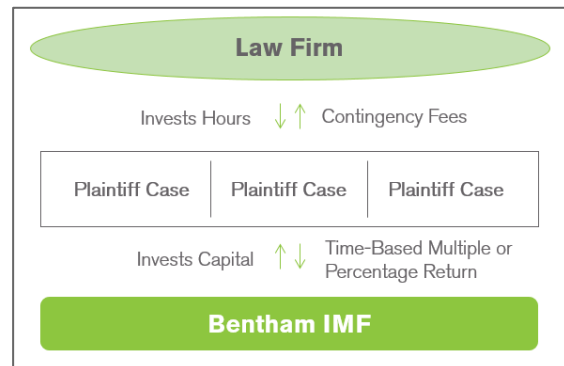 Law Firm
Invests Hours
Contingency Fees
Plaintiff Case
Plaintiff Case
Plaintiff Case
Invests Capital
Time-Based Multiple or
Percentage Return
Bentham IMF